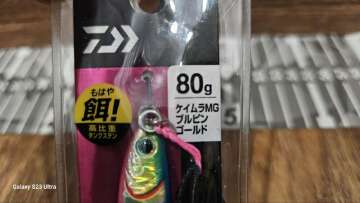 80g
ケイムラMG
ブルピン
ゴールド
もはや
餌!
高比重
タングステン
Galaxy S23 Ultra